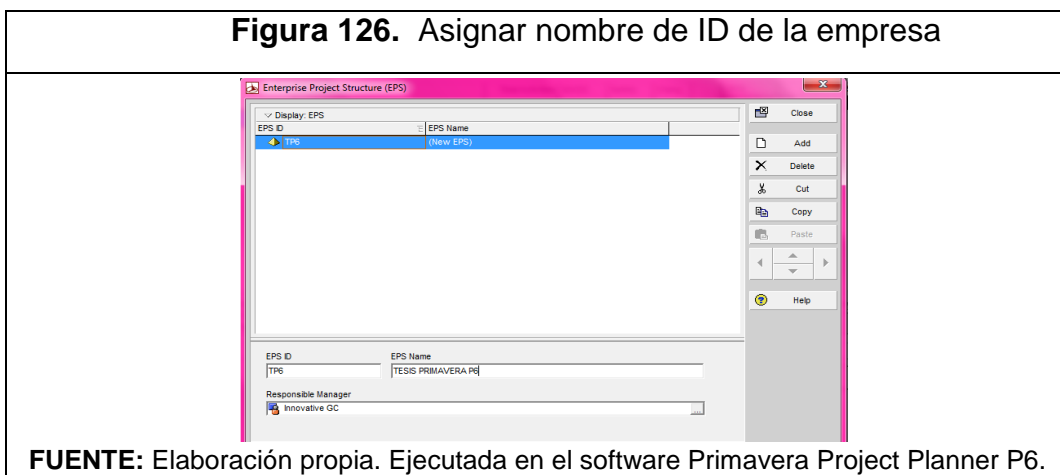 Figura 126. Asignar nombre de ID de la empresa
Enterprise Project Structure (EPS)
Display: EPS
EPS ID EPS Name
TP6 (New EPS)
Close
Add
Delete
Cut
Copy
Paste
Help
EPS ID EPS Name
TP6 TESIS PRIMAVERA P6
Responsible Manager
Innovative GC
...
FUENTE: Elaboración propia. Ejecutada en el software Primavera Project Planner P6.